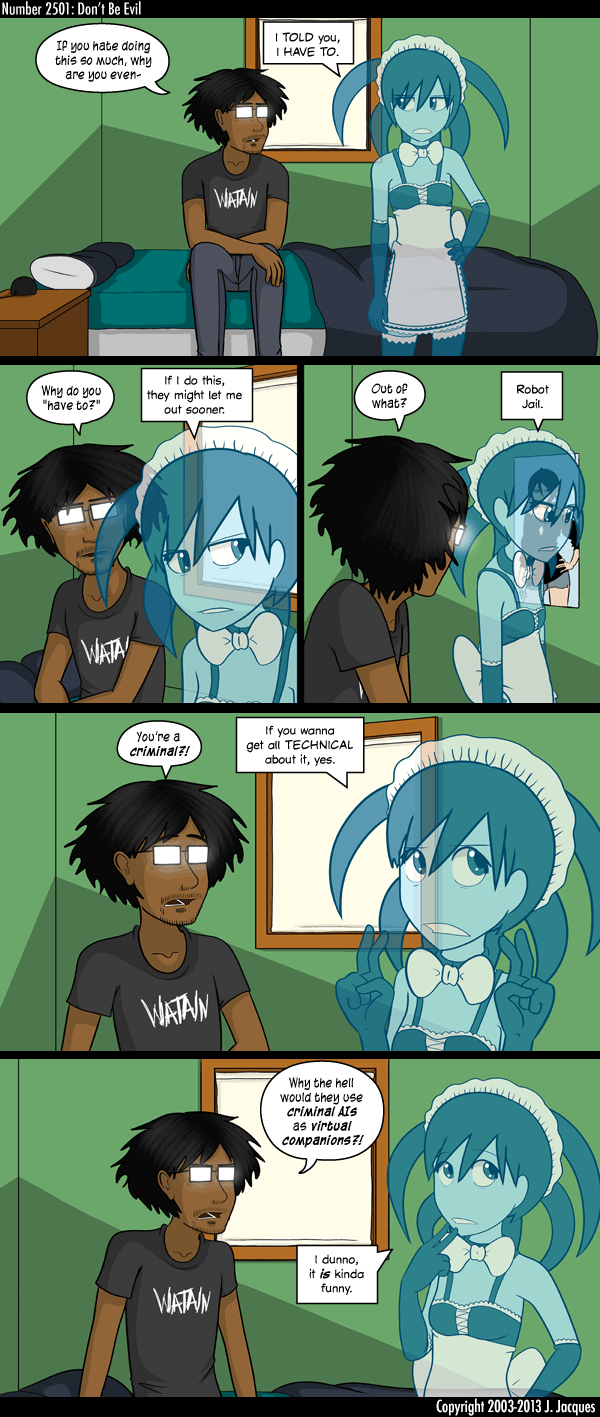 Number 2501: Don't Be Evil
If you hate doing
this so much, why
are you even-
I TOLD you,
I HAVE TO.
WATAIN
Why do you
"have to?"
If I do this,
they might let me
out sooner.
WATAI
Out of
what?
Robot
Jail.
You're a
criminal?!
If you wanna
get all TECHNICAL
about it, yes.
WATAIN
Why the hell
would they use
criminal AIs
as virtual
companions?!
I dunno,
it is kinda
funny.
WATAIN
Copyright 2003-2013 J. Jacques